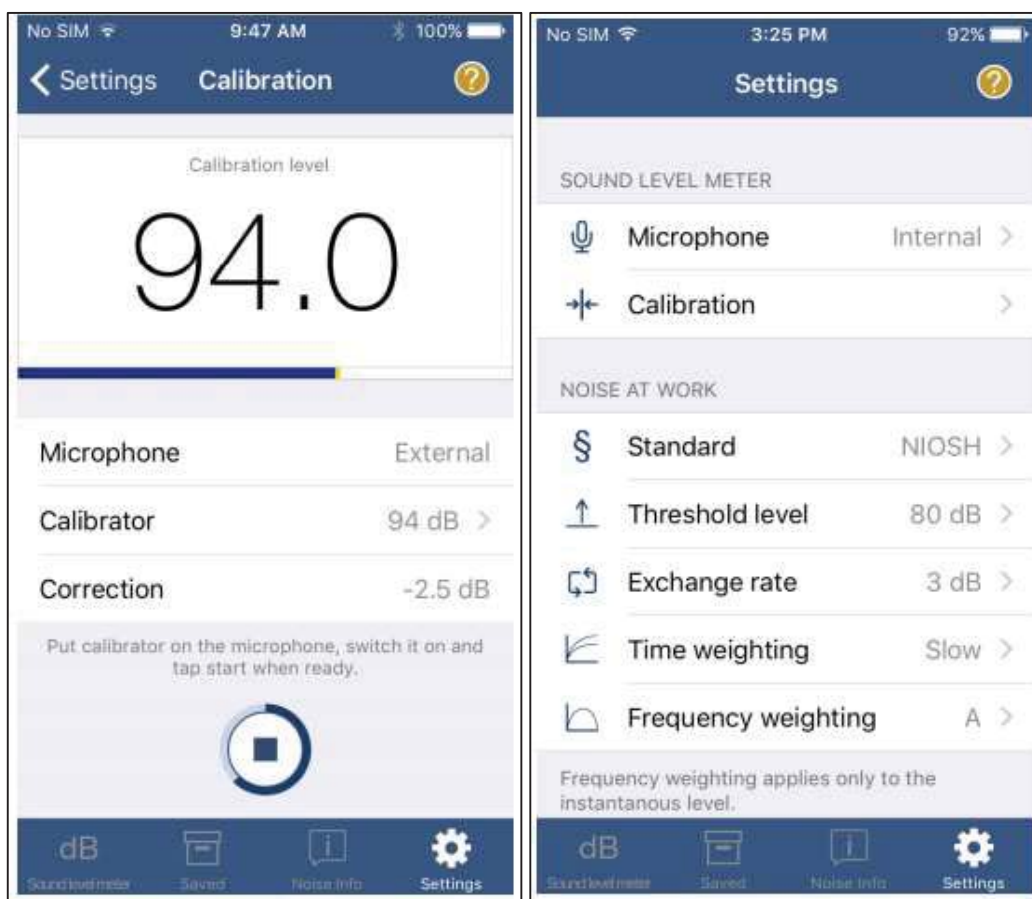 No SIM 9:47 AM 100%
Settings Calibration ?
Calibration level
94.0
Microphone External
Calibrator 94 dB
Correction -2.5 dB
Put calibrator on the microphone, switch it on and
tap start when ready.
dB
Sound level meter Saved Noise Info Settings
No SIM 3:25 PM 92%
Settings ?
SOUND LEVEL METER
Microphone Internal
Calibration
NOISE AT WORK
§ Standard NIOSH
Threshold level 80 dB
Exchange rate 3 dB
Time weighting Slow
Frequency weighting A
Frequency weighting applies only to the
instantanous level.
dB i
Sound level meter Saved Noise Info Settings